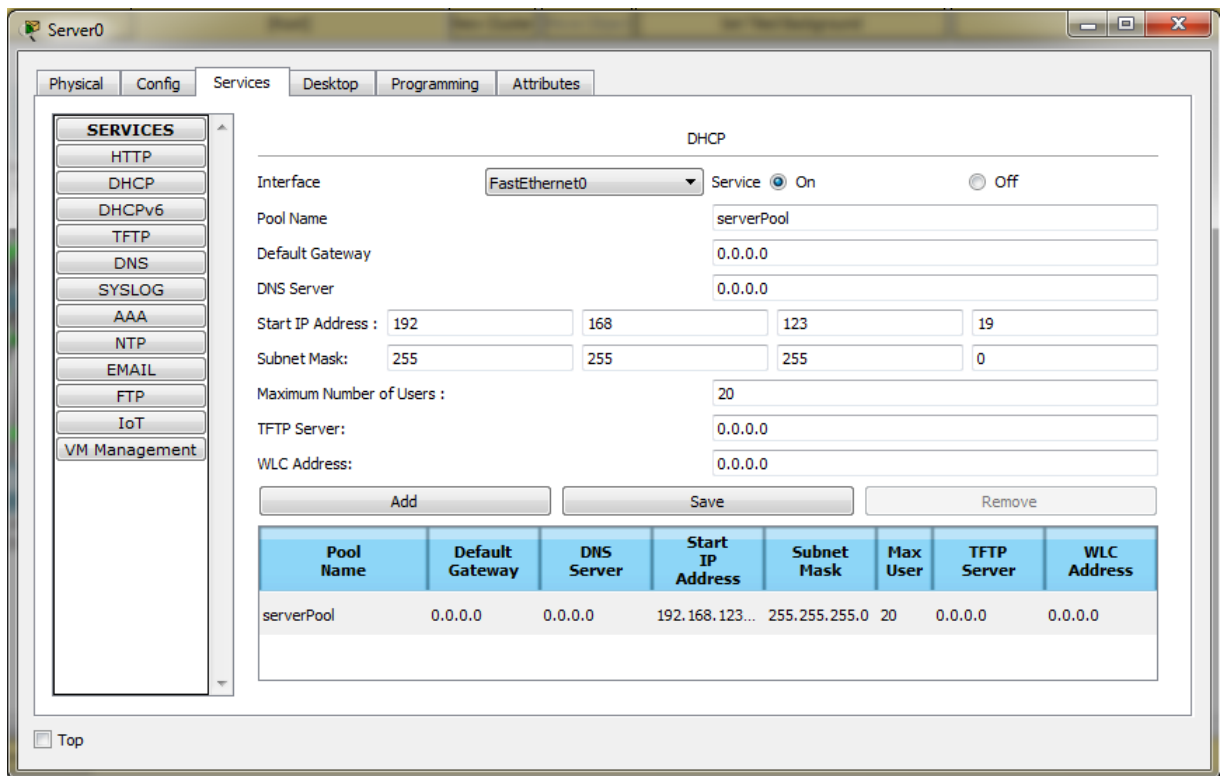 Server0
Physical Config Services Desktop Programming Attributes
SERVICES
HTTP
DHCP
DHCPv6
TFTP
DNS
SYSLOG
AAA
NTP
EMAIL
FTP
IoT
VM Management
DHCP
Interface FastEthernet0 Service On Off
Pool Name serverPool
Default Gateway 0.0.0.0
DNS Server 0.0.0.0
Start IP Address : 192 168 123 19
Subnet Mask: 255 255 255 0
Maximum Number of Users : 20
TFTP Server: 0.0.0.0
WLC Address: 0.0.0.0
Add Save Remove
Pool Name Default Gateway DNS Server Start IP Address Subnet Mask Max User TFTP Server WLC Address
serverPool 0.0.0.0 0.0.0.0 192.168.123... 255.255.255.0 20 0.0.0.0 0.0.0.0
Top